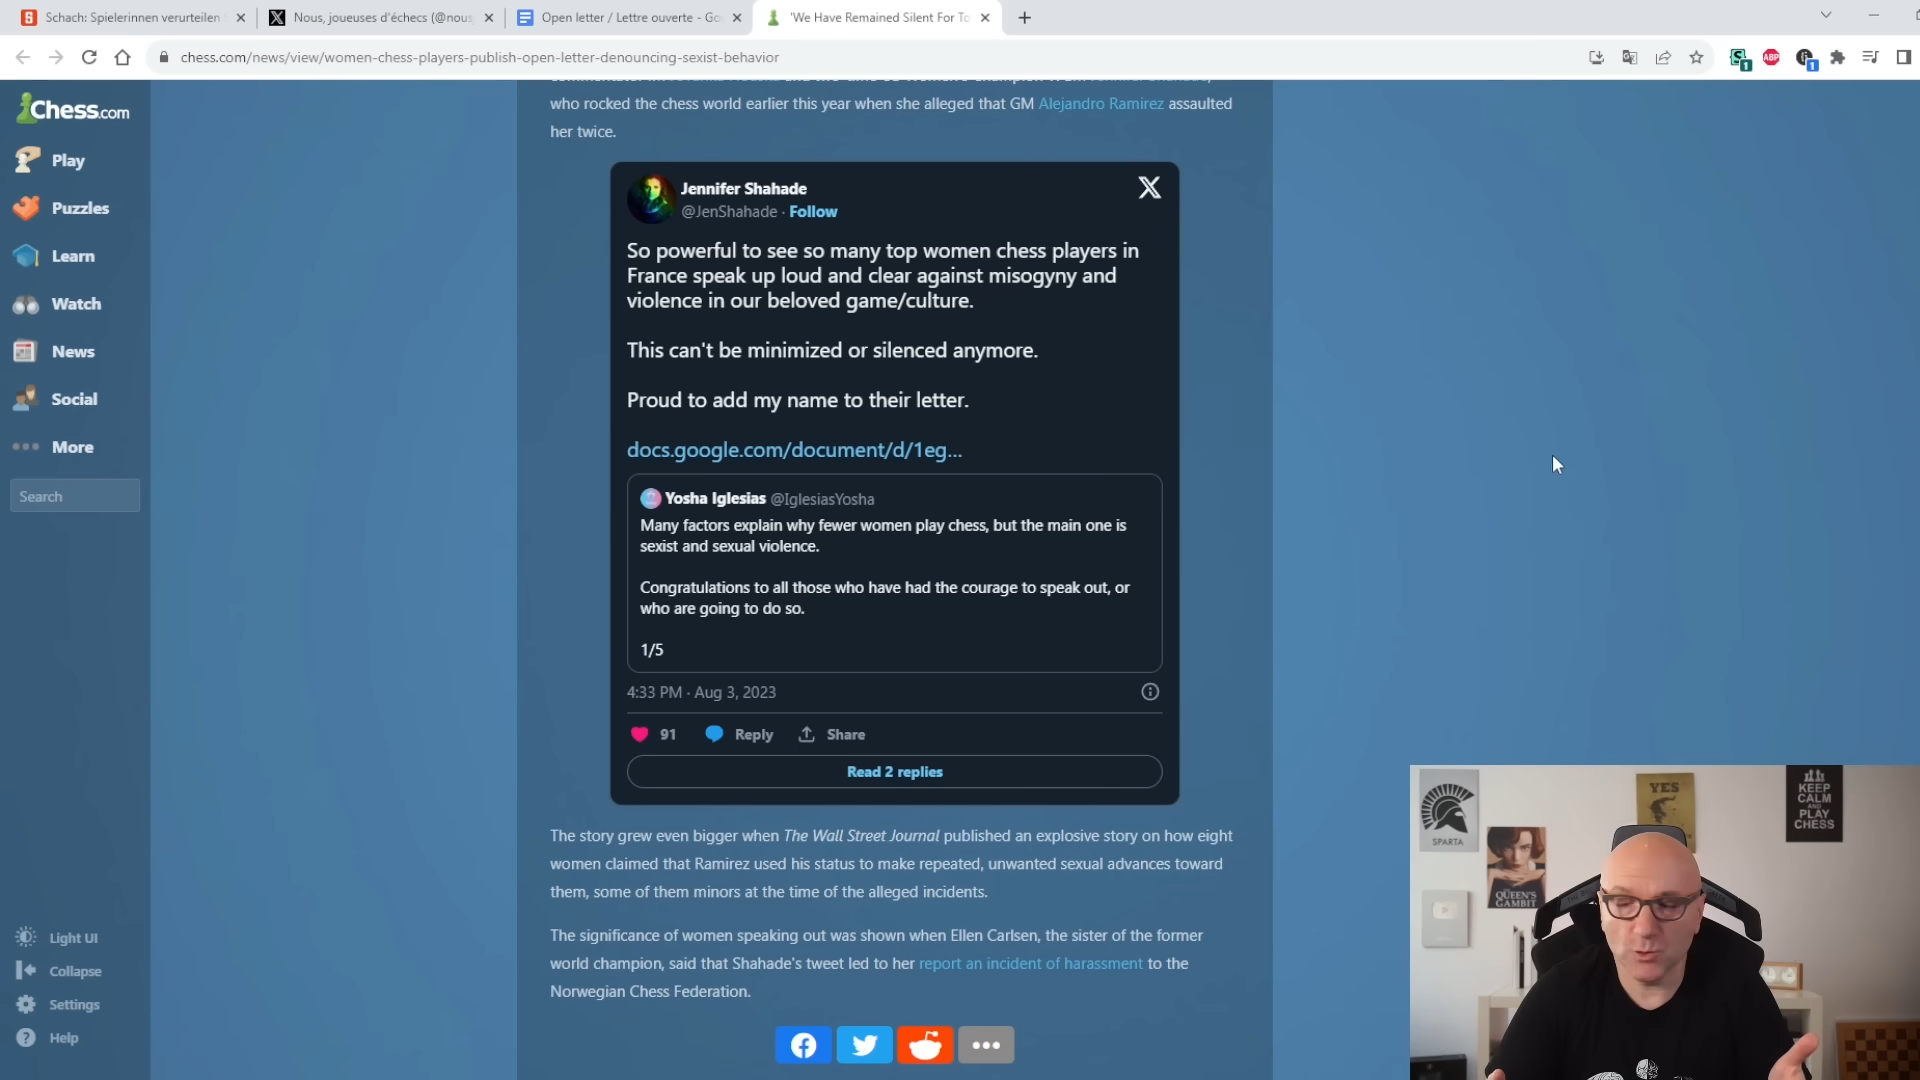 Schach: Spielerinnen verurteilen
Nous, joueuses d'échecs (@nous
Open letter / Lettre ouverte - Go
'We Have Remained Silent For To
chess.com/news/view/women-chess-players-publish-open-letter-denouncing-sexist-behavior
Chess.com
Play
Puzzles
Learn
Watch
News
Social
More
Search
Light UI
Collapse
Settings
Help
who rocked the chess world earlier this year when she alleged that GM Alejandro Ramirez assaulted
her twice.
Jennifer Shahade
@JenShahade · Follow
So powerful to see so many top women chess players in
France speak up loud and clear against misogyny and
violence in our beloved game/culture.
This can't be minimized or silenced anymore.
Proud to add my name to their letter.
docs.google.com/document/d/1eg...
Yosha Iglesias @IglesiasYosha
Many factors explain why fewer women play chess, but the main one is
sexist and sexual violence.
Congratulations to all those who have had the courage to speak out, or
who are going to do so.
1/5
4:33 PM · Aug 3, 2023
91 Reply Share
Read 2 replies
The story grew even bigger when The Wall Street Journal published an explosive story on how eight
women claimed that Ramirez used his status to make repeated, unwanted sexual advances toward
them, some of them minors at the time of the alleged incidents.
The significance of women speaking out was shown when Ellen Carlsen, the sister of the former
world champion, said that Shahade's tweet led to her report an incident of harassment to the
Norwegian Chess Federation.
SPARTA
THE
QUEEN'S
GAMBIT
YES
KEEP
CALM
AND
PLAY
CHESS